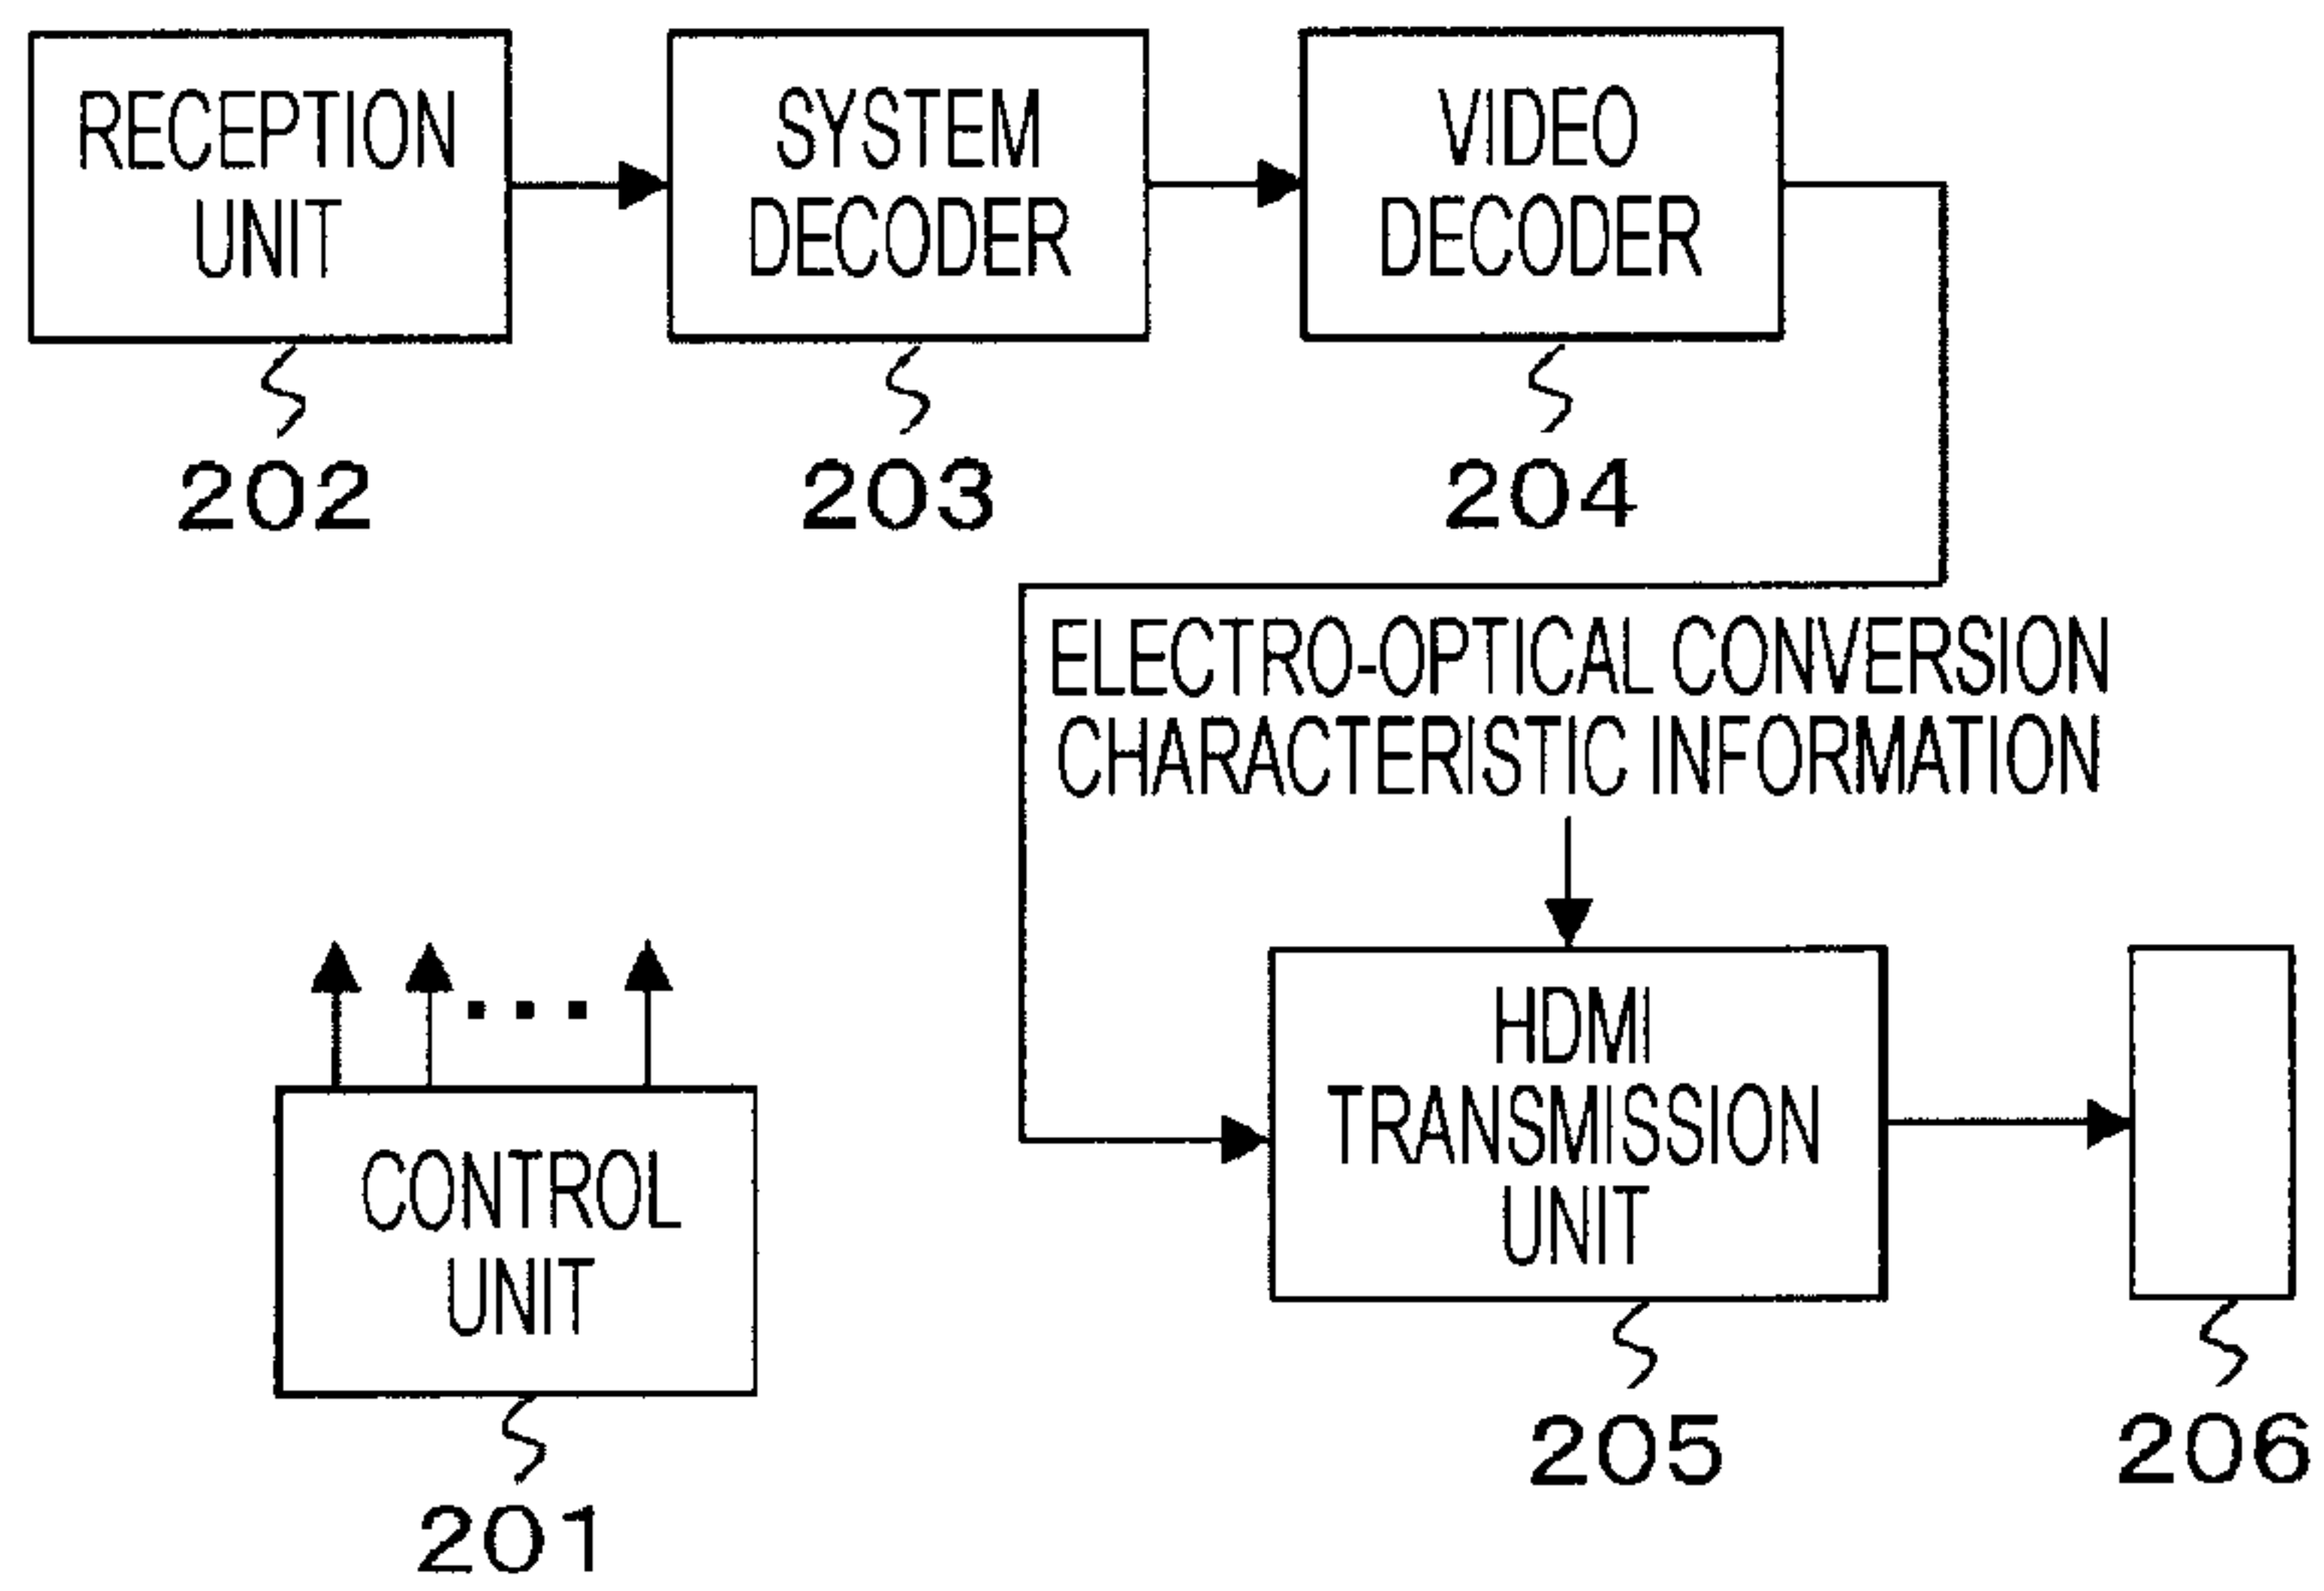 RECEPTION
UNIT
202
SYSTEM
DECODER
203
VIDEO
DECODER
204
ELECTRO-OPTICAL CONVERSION
CHARACTERISTIC INFORMATION
CONTROL
UNIT
201
HDMI
TRANSMISSION
UNIT
205
206